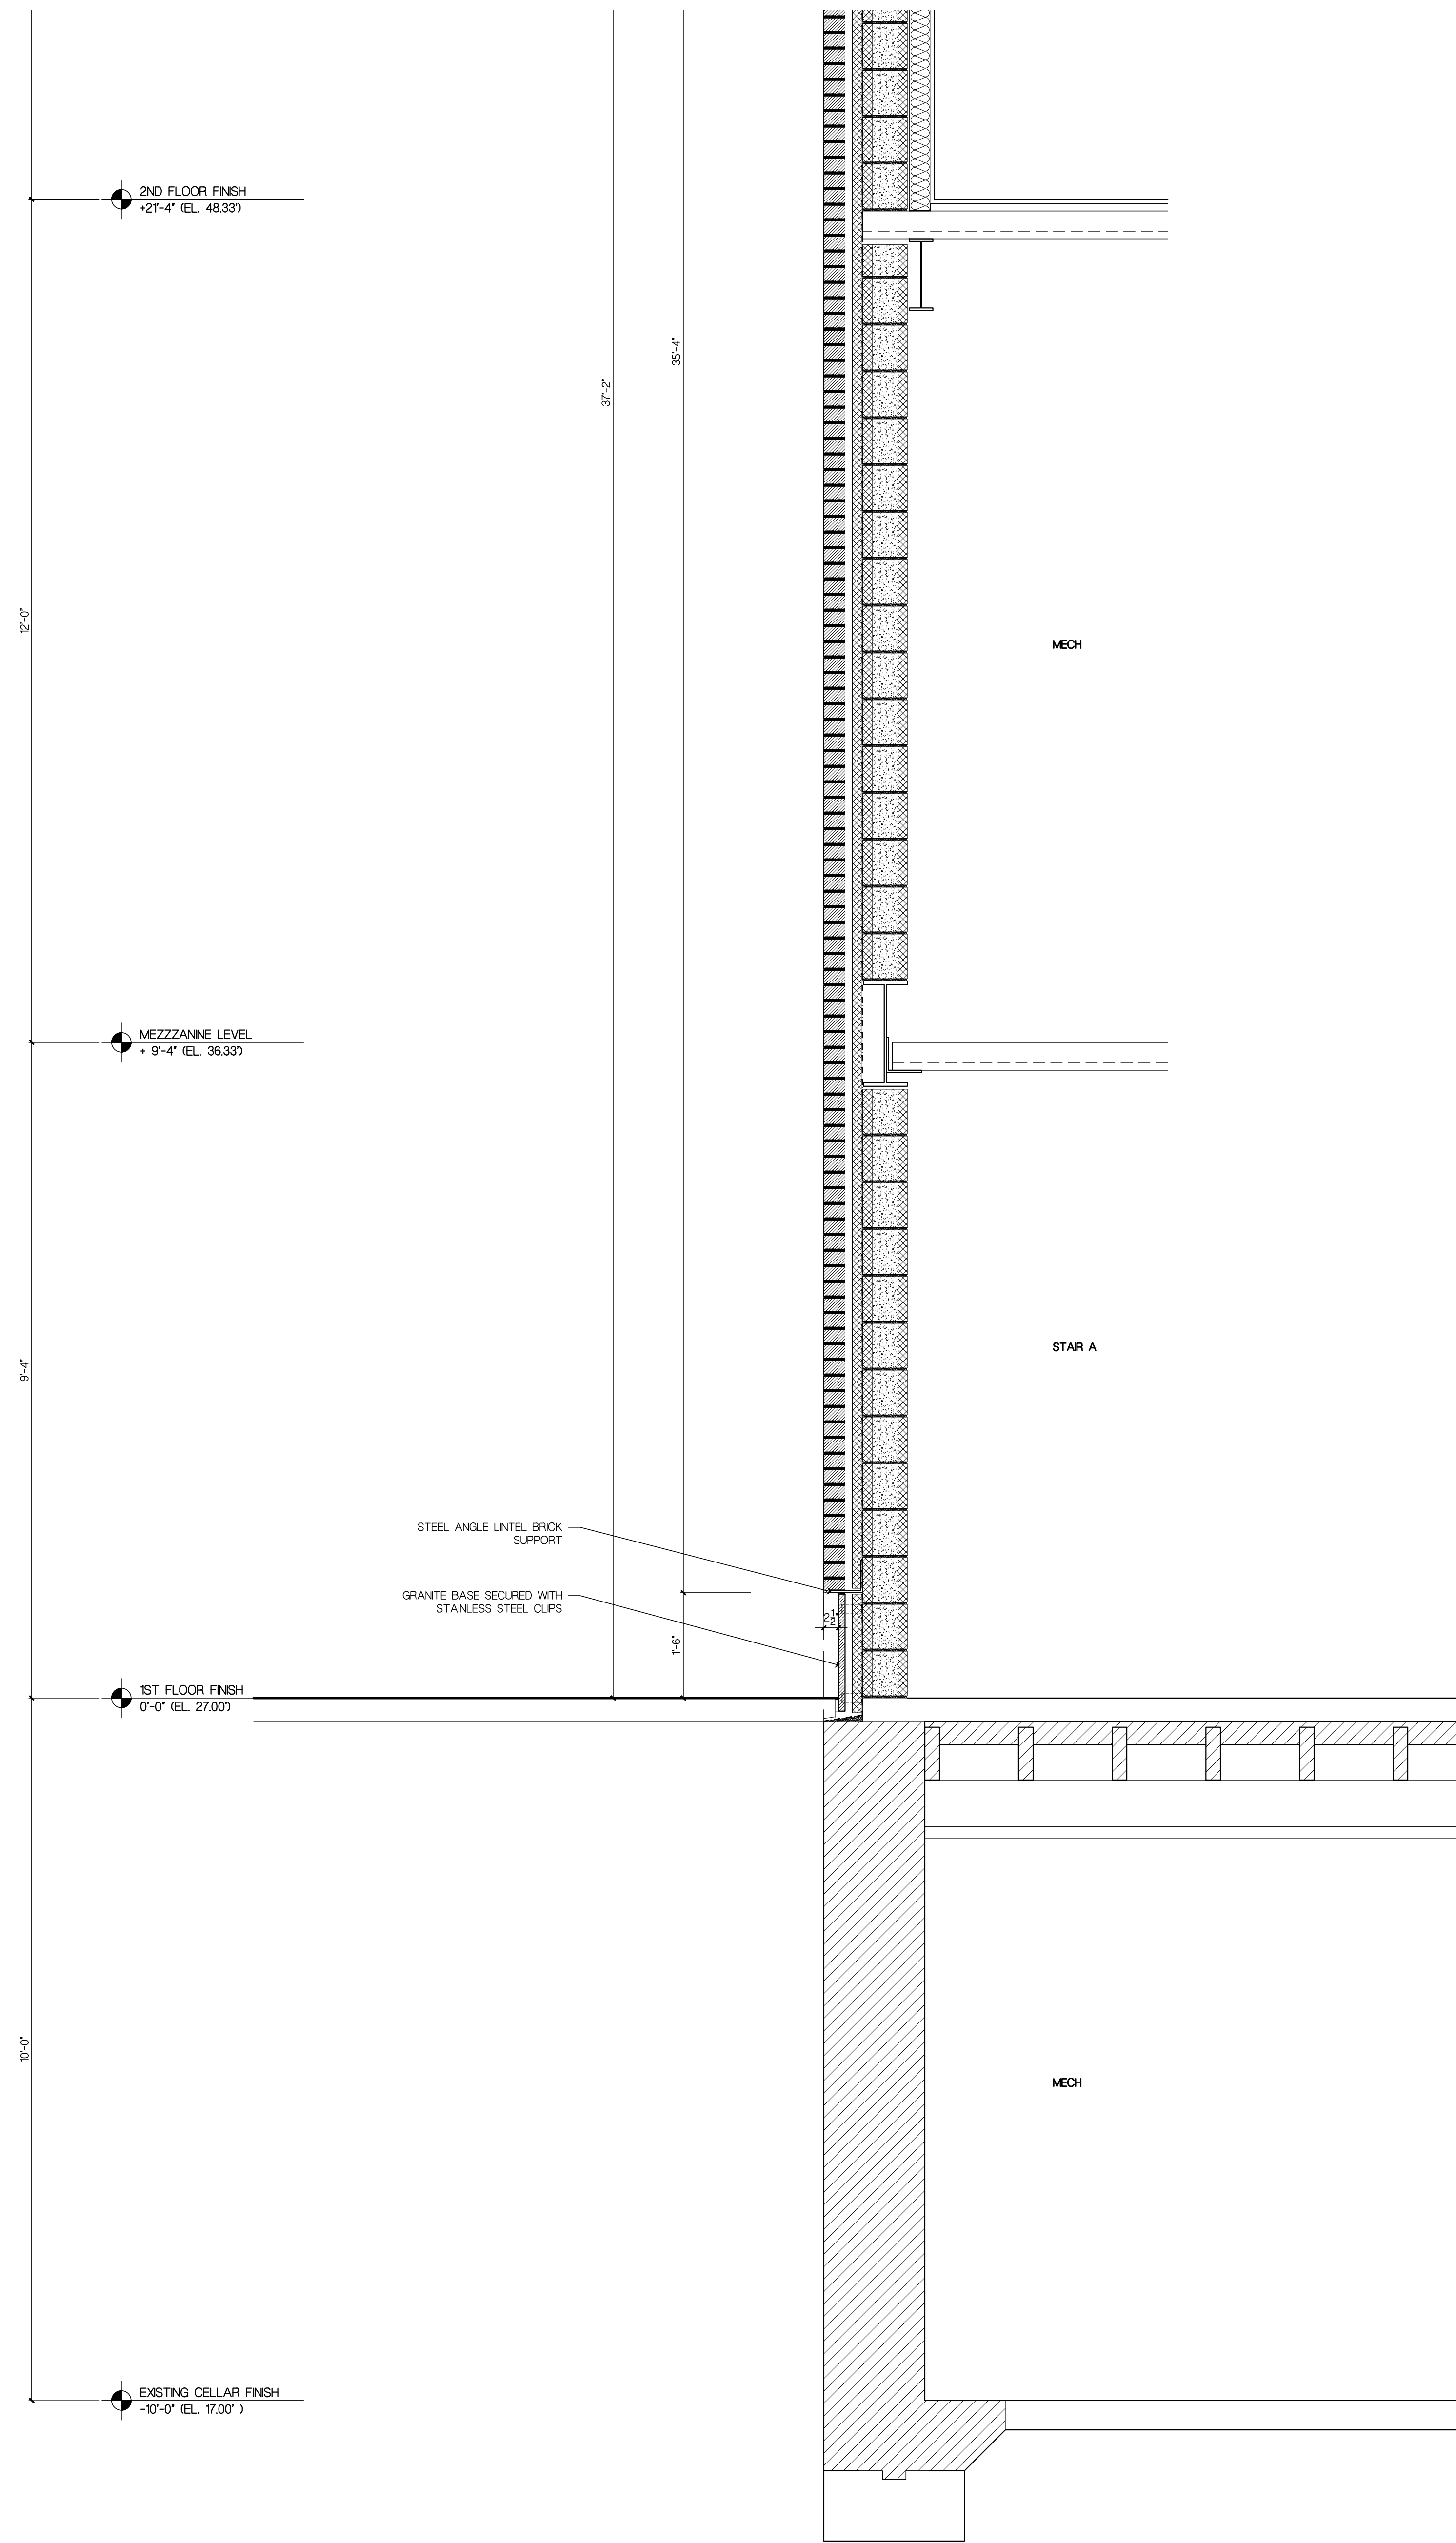 2ND FLOOR FINISH
+21'-4" (EL. 48.33')
35'-4"
37'-2"
12'-0"
MECH
MEZZZANINE LEVEL
+ 9'-4" (EL. 36.33')
STAIR A
9'-4"
STEEL ANGLE LINTEL BRICK
SUPPORT
GRANITE BASE SECURED WITH
STAINLESS STEEL CLIPS
2 1/2
1'-6"
1ST FLOOR FINISH
0'-0" (EL. 27.00')
10'-0"
MECH
EXISTING CELLAR FINISH
-10'-0" (EL. 17.00' )